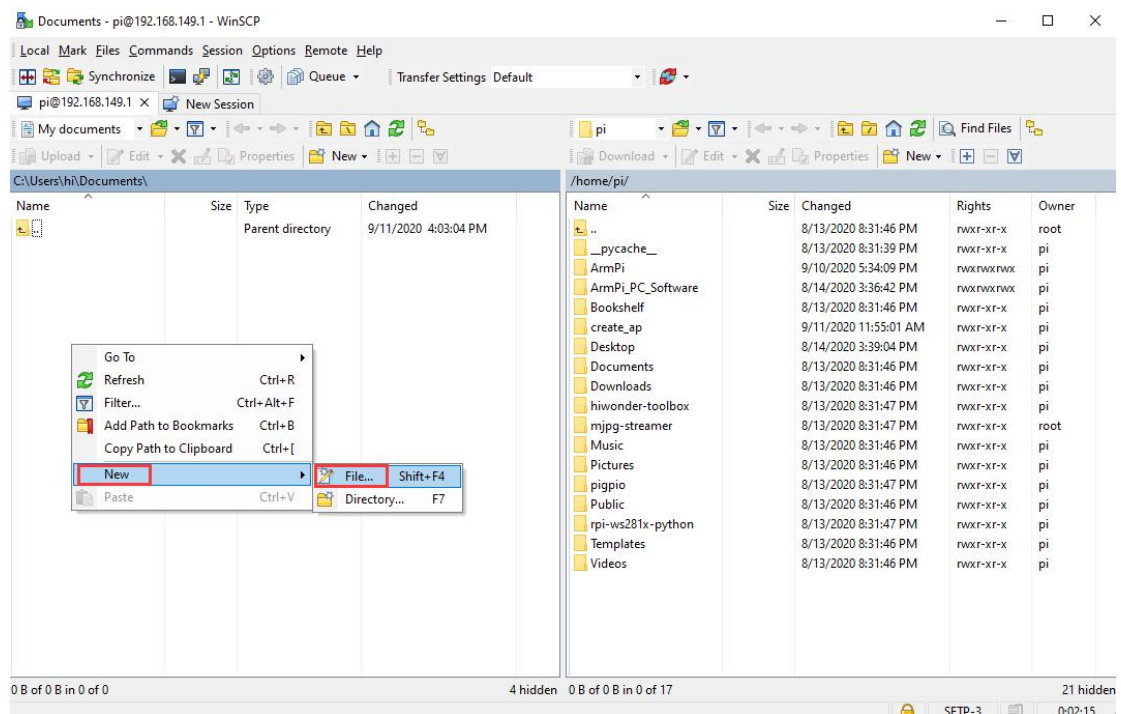 Documents - pi@192.168.149.1 - WinSCP
Local Mark Files Commands Session Options Remote Help
Synchronize Queue Transfer Settings Default
pi@192.168.149.1 New Session
My documents pi Find Files
Upload Edit Properties New Download Edit Properties New
C:\Users\hi\Documents\ /home/pi/
Name Size Type Changed Name Size Changed Rights Owner
.. Parent directory 9/11/2020 4:03:04 PM .. 8/13/2020 8:31:46 PM rwxr-xr-x root
__pycache__ 8/13/2020 8:31:39 PM rwxr-xr-x pi
ArmPi 9/10/2020 5:34:09 PM rwxrwxrwx pi
ArmPi_PC_Software 8/14/2020 3:36:42 PM rwxrwxrwx pi
Bookshelf 8/13/2020 8:31:46 PM rwxr-xr-x pi
create_ap 9/11/2020 11:55:01 AM rwxr-xr-x pi
Desktop 8/14/2020 3:39:04 PM rwxr-xr-x pi
Documents 8/13/2020 8:31:46 PM rwxr-xr-x pi
Downloads 8/13/2020 8:31:46 PM rwxr-xr-x pi
hiwonder-toolbox 8/13/2020 8:31:47 PM rwxr-xr-x pi
mjpg-streamer 8/13/2020 8:31:47 PM rwxr-xr-x root
Music 8/13/2020 8:31:46 PM rwxr-xr-x pi
Pictures 8/13/2020 8:31:46 PM rwxr-xr-x pi
pigpio 8/13/2020 8:31:47 PM rwxr-xr-x pi
Public 8/13/2020 8:31:46 PM rwxr-xr-x pi
rpi-ws281x-python 8/13/2020 8:31:47 PM rwxr-xr-x pi
Templates 8/13/2020 8:31:46 PM rwxr-xr-x pi
Videos 8/13/2020 8:31:46 PM rwxr-xr-x pi
Go To
Refresh Ctrl+R
Filter... Ctrl+Alt+F
Add Path to Bookmarks Ctrl+B
Copy Path to Clipboard Ctrl+[
New File... Shift+F4
Paste Ctrl+V Directory... F7
0 B of 0 B in 0 of 0 4 hidden 0 B of 0 B in 0 of 17 21 hidden
SFTP-3 0:02:15